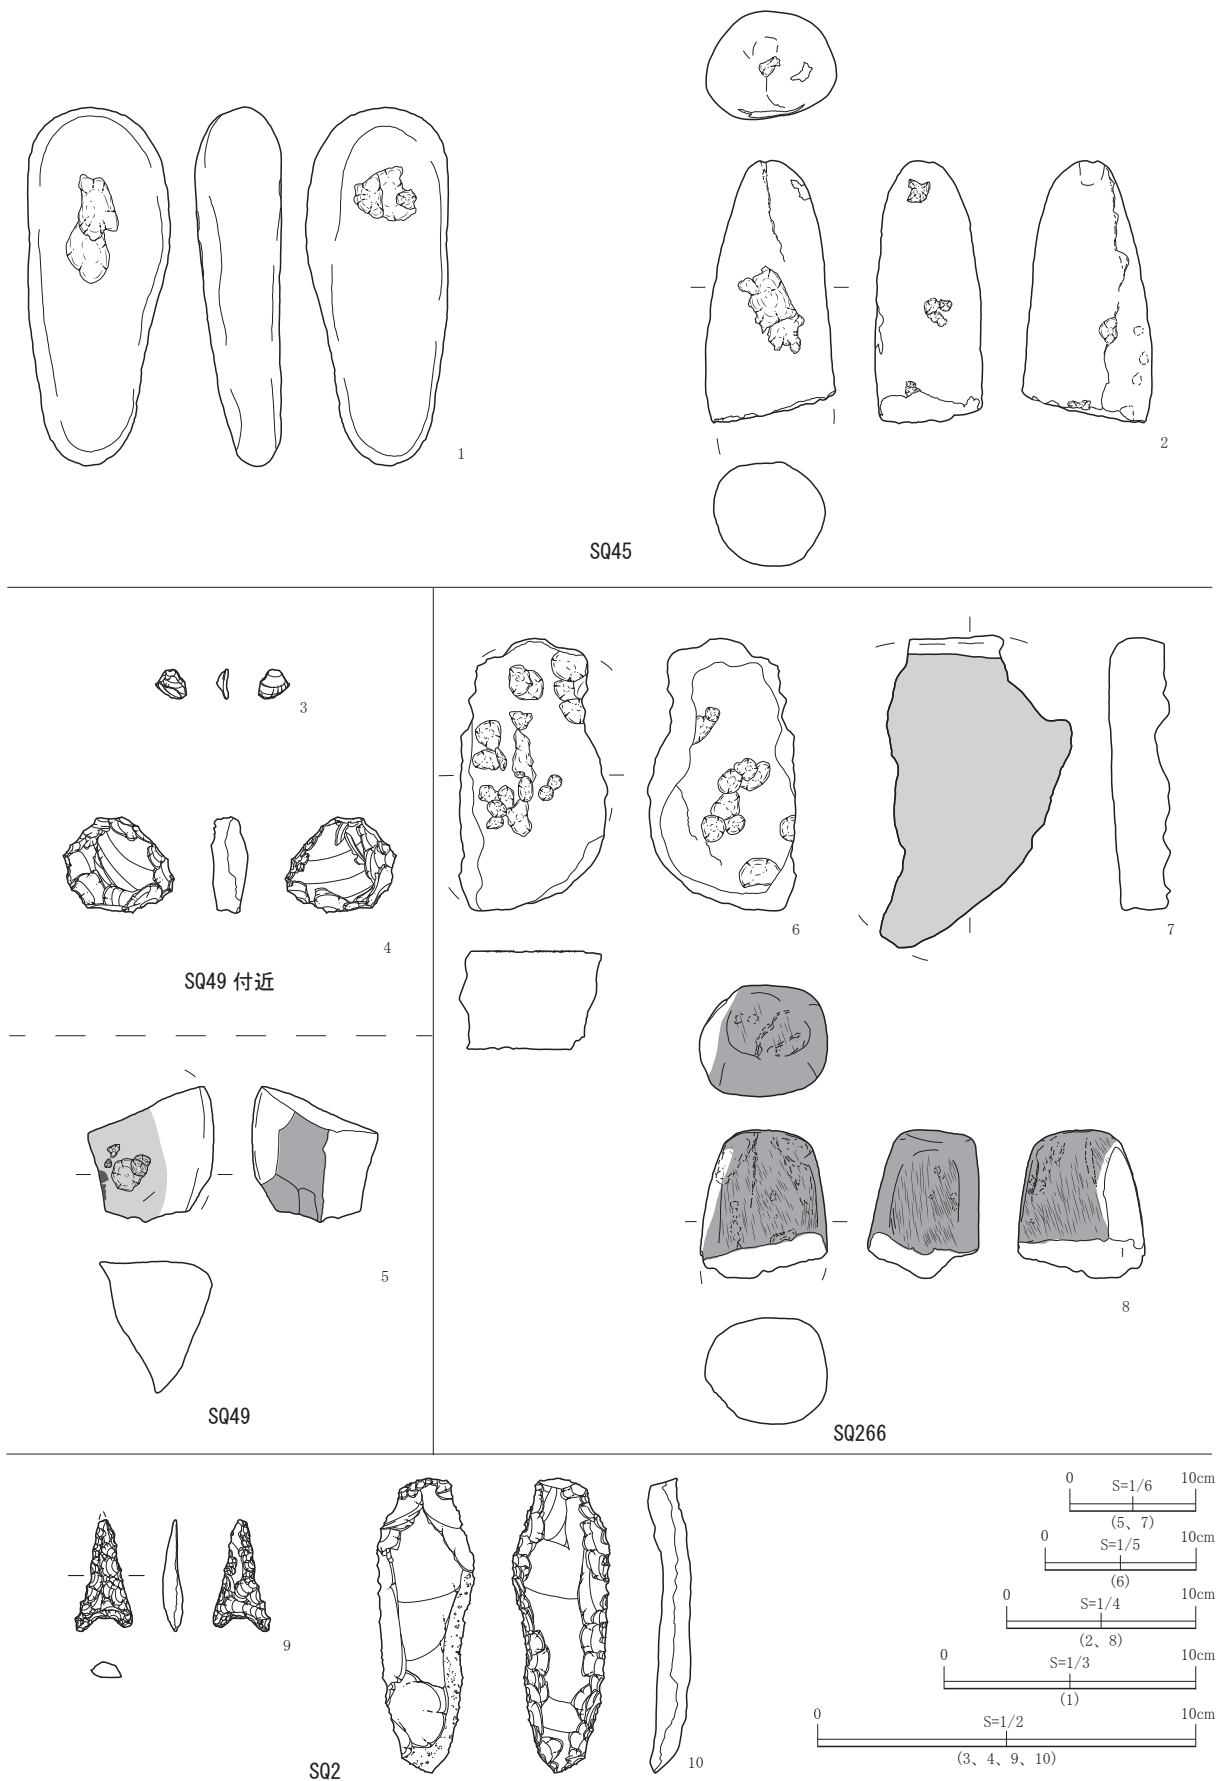 1
2
SQ45
3
4
SQ49 付近
5
SQ49
6
7
8
SQ266
9
10
SQ2
0 S=1/6 10cm
(5、7)
0 S=1/5 10cm
(6)
0 S=1/4 10cm
(2、8)
0 S=1/3 10cm
(1)
0 S=1/2 10cm
(3、4、9、10)